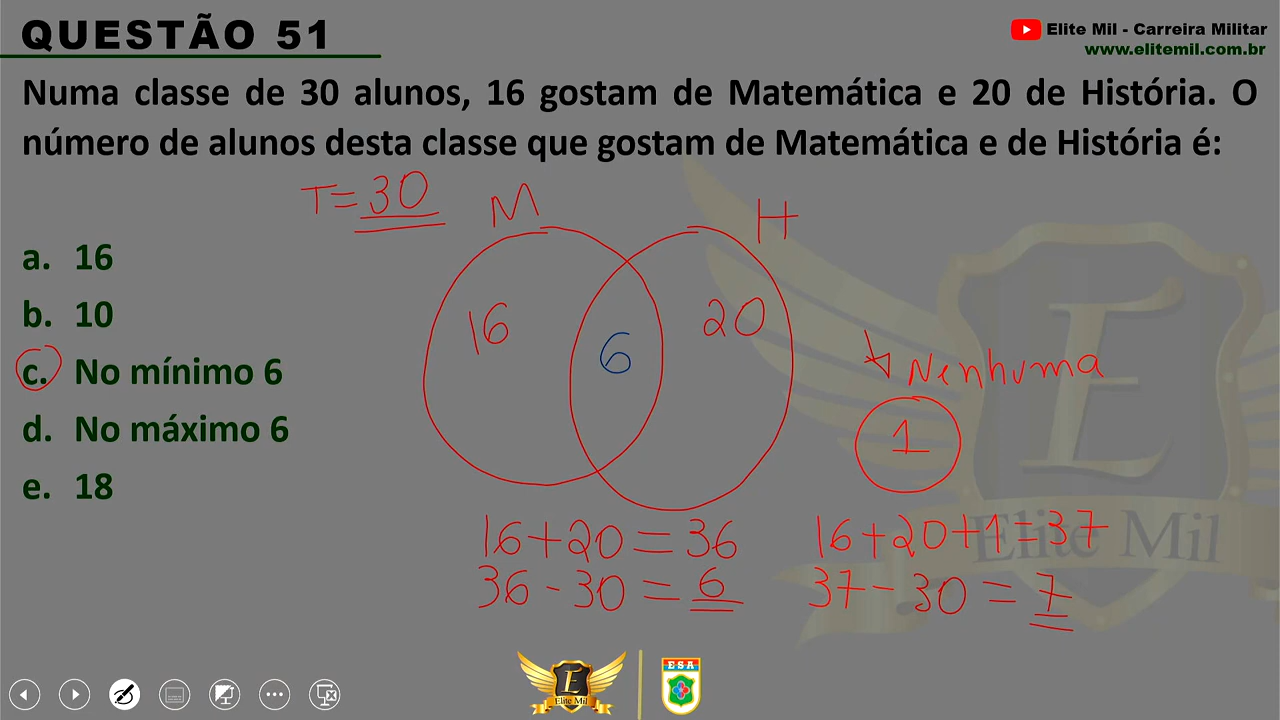 QUESTÃO 51
Elite Mil - Carreira Militar
www.elitemil.com.br
Numa classe de 30 alunos, 16 gostam de Matemática e 20 de História. O
número de alunos desta classe que gostam de Matemática e de História é:
T=30
M
H
a. 16
b. 10
c. No mínimo 6
d. No máximo 6
e. 18
16
6
20
Nenhuma
1
16+20=36
36-30=6
16+20+1=37
37-30=7
E
Elite Mil
E
Elite Mil
ESA